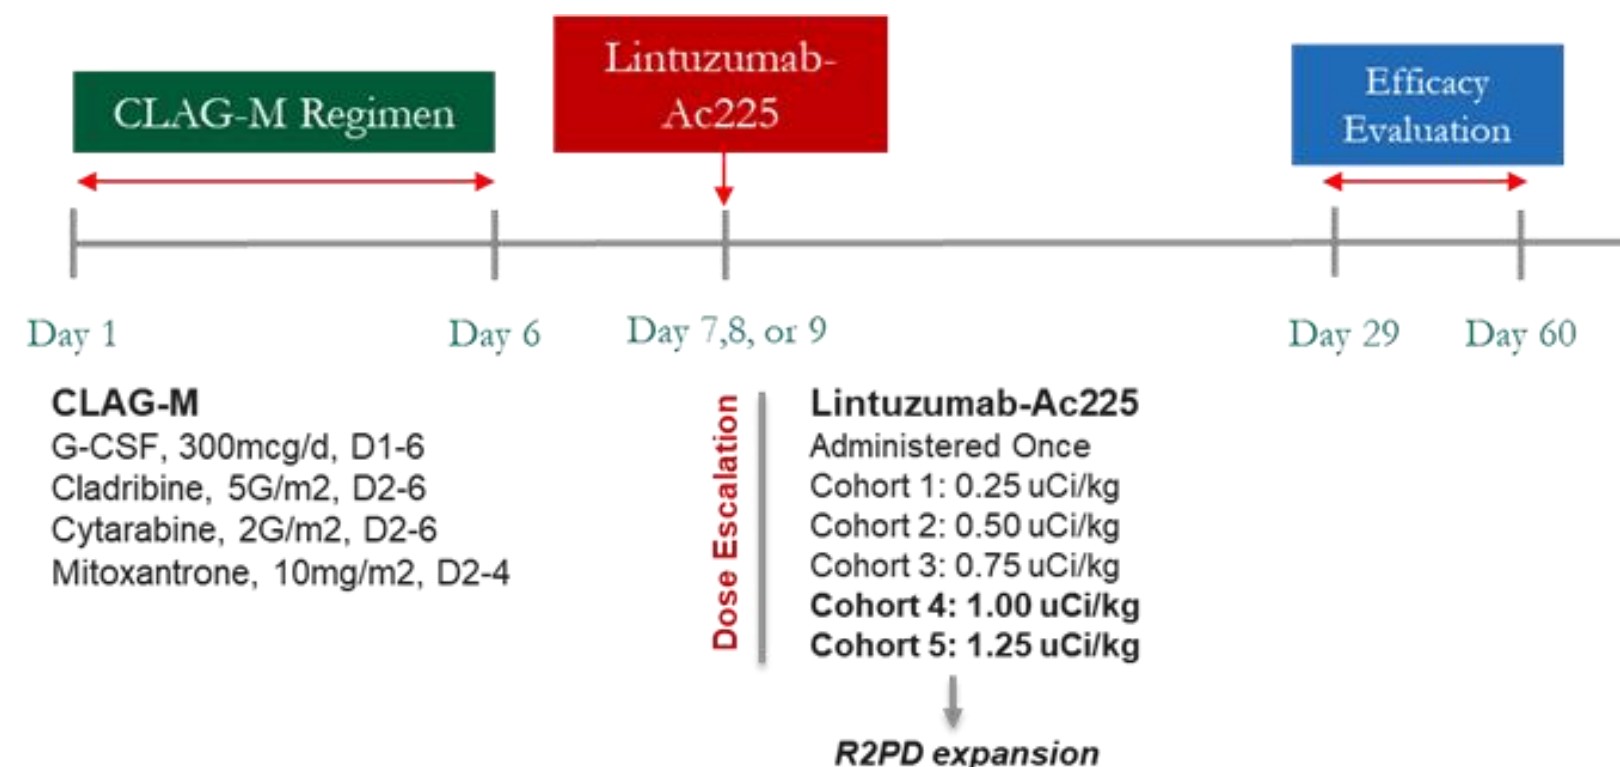 CLAG-M Regimen
Lintuzumab-
Ac225
Efficacy
Evaluation
Day 1
Day 6
Day 7,8, or 9
Day 29
Day 60
CLAG-M
G-CSF, 300mcg/d, D1-6
Cladribine, 5G/m2, D2-6
Cytarabine, 2G/m2, D2-6
Mitoxantrone, 10mg/m2, D2-4
Dose Escalation
Lintuzumab-Ac225
Administered Once
Cohort 1: 0.25 uCi/kg
Cohort 2: 0.50 uCi/kg
Cohort 3: 0.75 uCi/kg
Cohort 4: 1.00 uCi/kg
Cohort 5: 1.25 uCi/kg
R2PD expansion